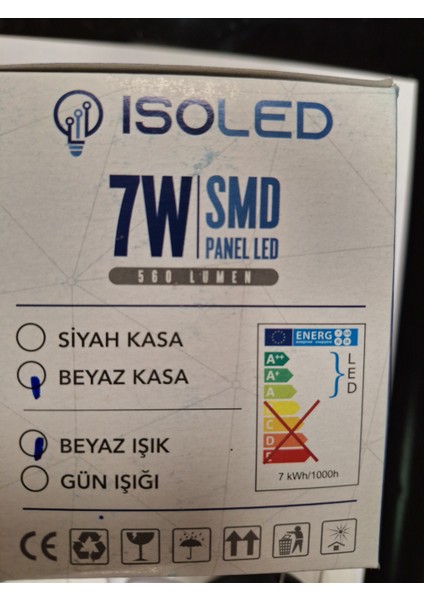 ISOLED
7W SMD
PANEL LED
560 LUMEN
SİYAH KASA
BEYAZ KASA
BEYAZ IŞIK
GÜN IŞIĞI
ENERG
A++
A+
A
C
D
LED
7 kWh/1000h
CE